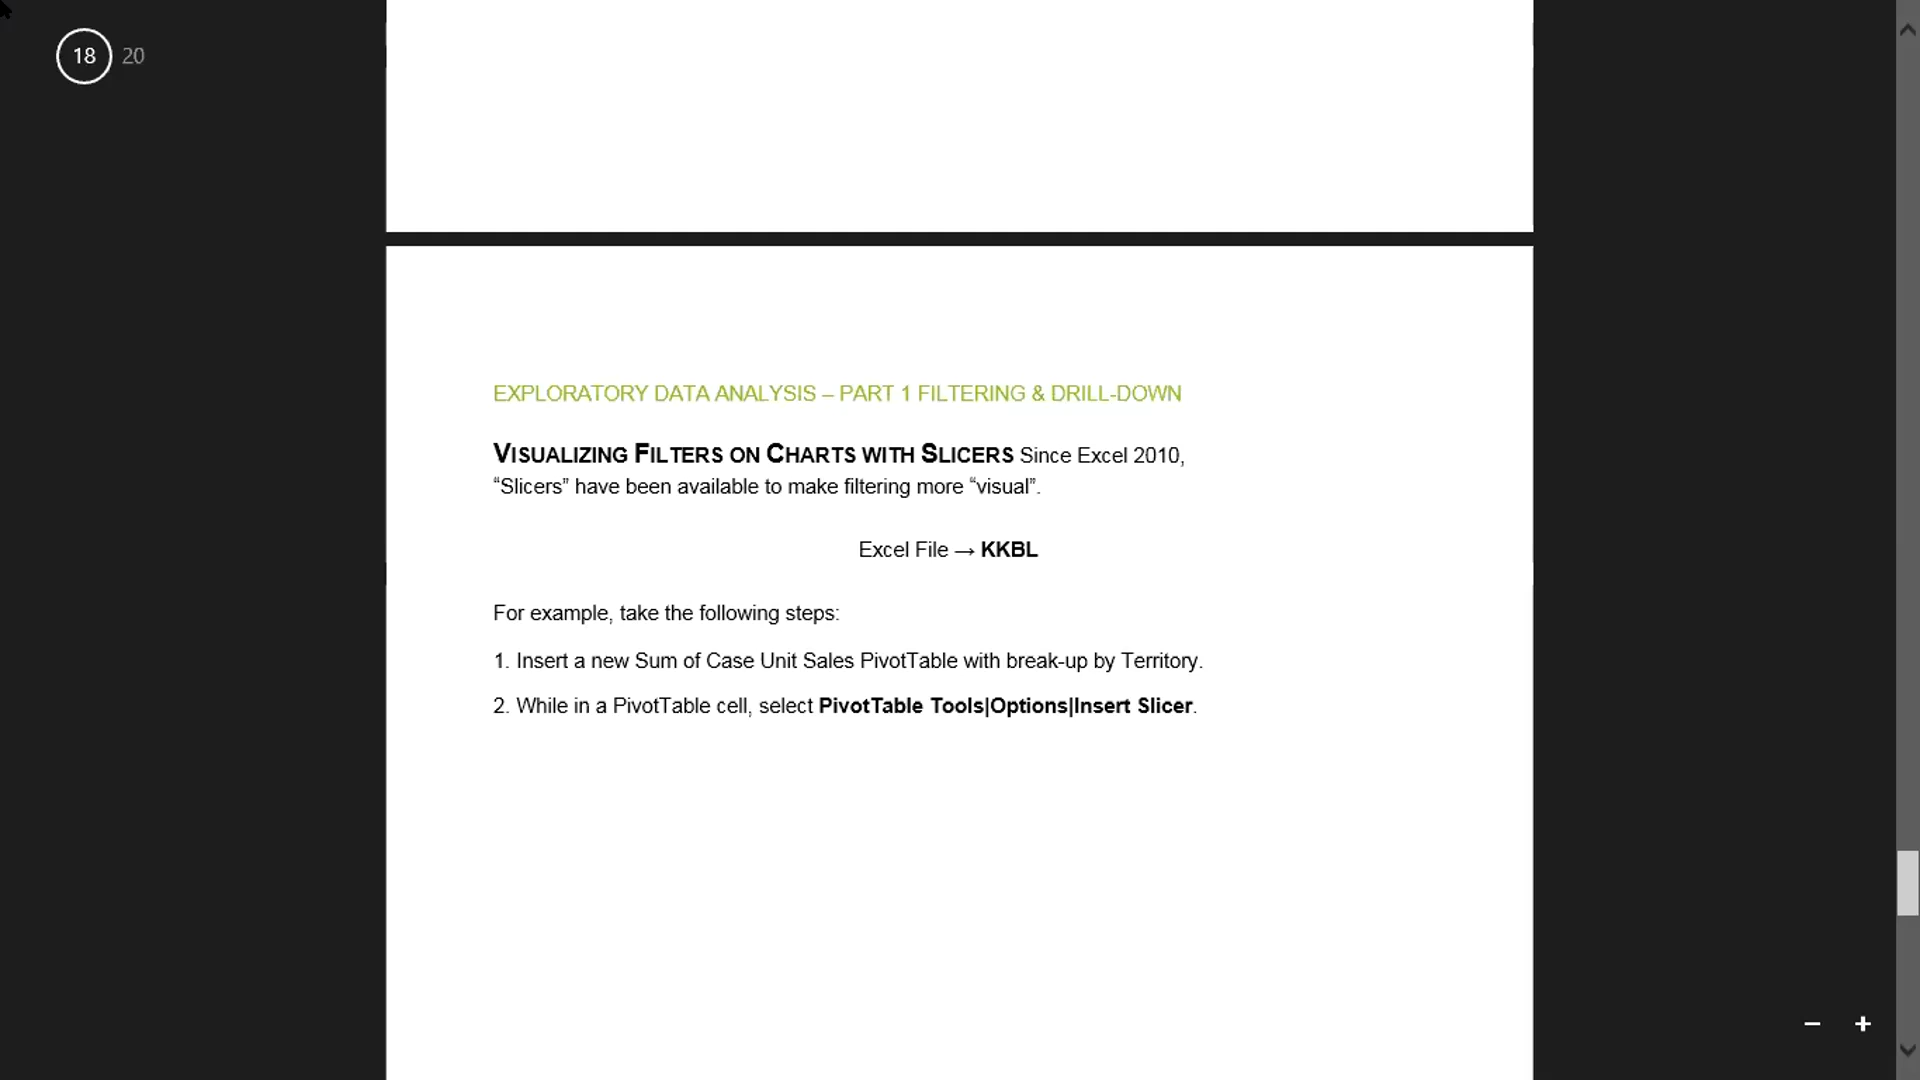 18 20
EXPLORATORY DATA ANALYSIS – PART 1 FILTERING & DRILL-DOWN
VISUALIZING FILTERS ON CHARTS WITH SLICERS Since Excel 2010,
“Slicers” have been available to make filtering more “visual”.
Excel File → KKBL
For example, take the following steps:
1. Insert a new Sum of Case Unit Sales PivotTable with break-up by Territory.
2. While in a PivotTable cell, select PivotTable Tools|Options|Insert Slicer.